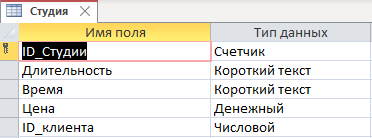 Студия
Имя поля Тип данных
ID_Студии Счетчик
Длительность Короткий текст
Время Короткий текст
Цена Денежный
ID_клиента Числовой